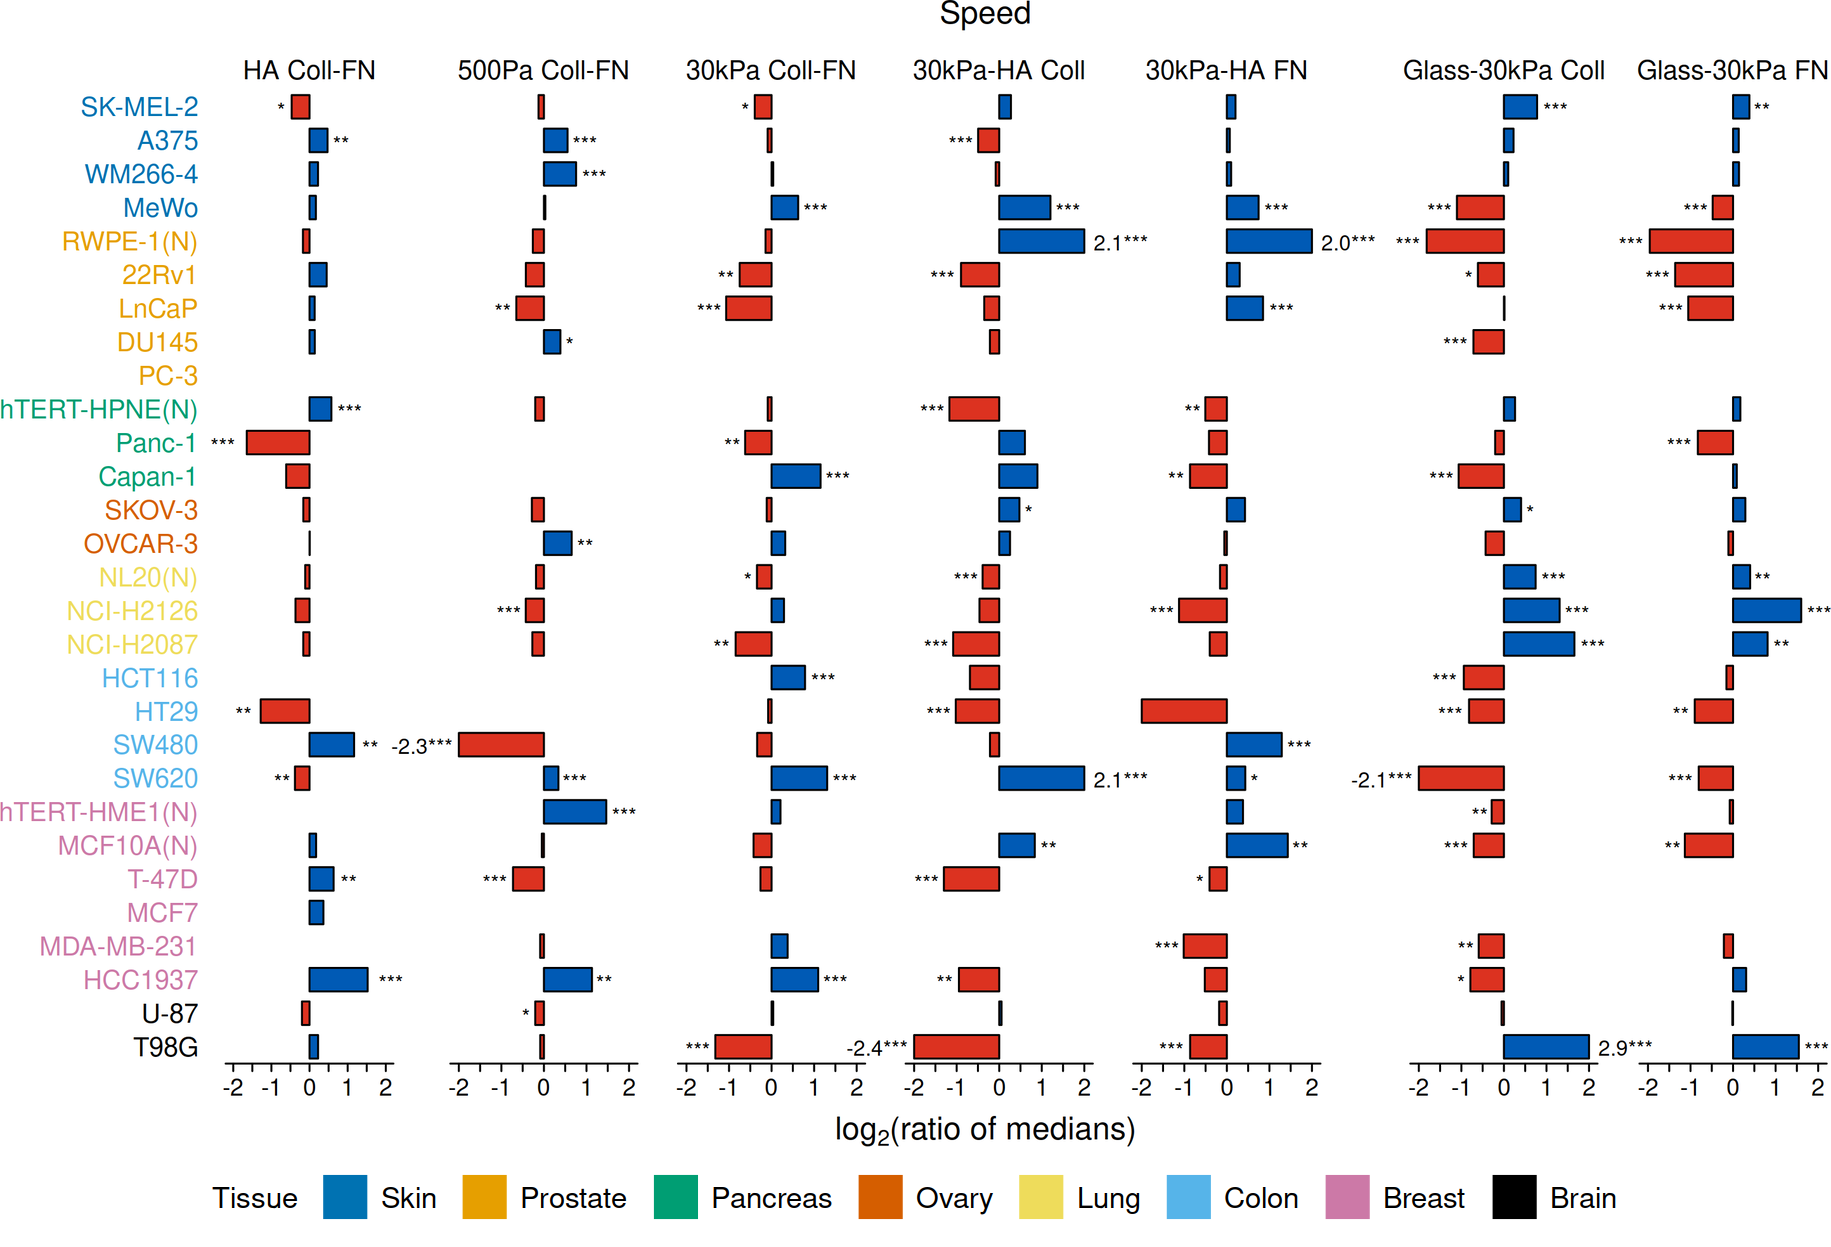 Speed
HA Coll-FN 500Pa Coll-FN 30kPa Coll-FN 30kPa-HA Coll 30kPa-HA FN Glass-30kPa Coll Glass-30kPa FN
SK-MEL-2 * * *** **
A375 ** *** ***
WM266-4 ***
MeWo *** *** *** *** ***
RWPE-1(N) 2.1*** 2.0*** *** ***
22Rv1 ** *** * ***
LnCaP ** *** *** ***
DU145 * ***
PC-3
hTERT-HPNE(N) *** *** **
Panc-1 *** ** ***
Capan-1 *** ** ***
SKOV-3 * *
OVCAR-3 **
NL20(N) * *** *** **
NCI-H2126 *** *** *** ***
NCI-H2087 ** *** *** **
HCT116 *** ***
HT29 ** *** *** **
SW480 ** -2.3*** ***
SW620 ** *** *** 2.1*** * -2.1*** ***
hTERT-HME1(N) *** **
MCF10A(N) ** ** *** **
T-47D ** *** *** *
MCF7
MDA-MB-231 *** **
HCC1937 *** ** *** ** *
U-87 *
T98G *** -2.4*** *** 2.9*** ***
-2 -1 0 1 2 -2 -1 0 1 2 -2 -1 0 1 2 -2 -1 0 1 2 -2 -1 0 1 2 -2 -1 0 1 2 -2 -1 0 1 2
log2(ratio of medians)
Tissue Skin Prostate Pancreas Ovary Lung Colon Breast Brain